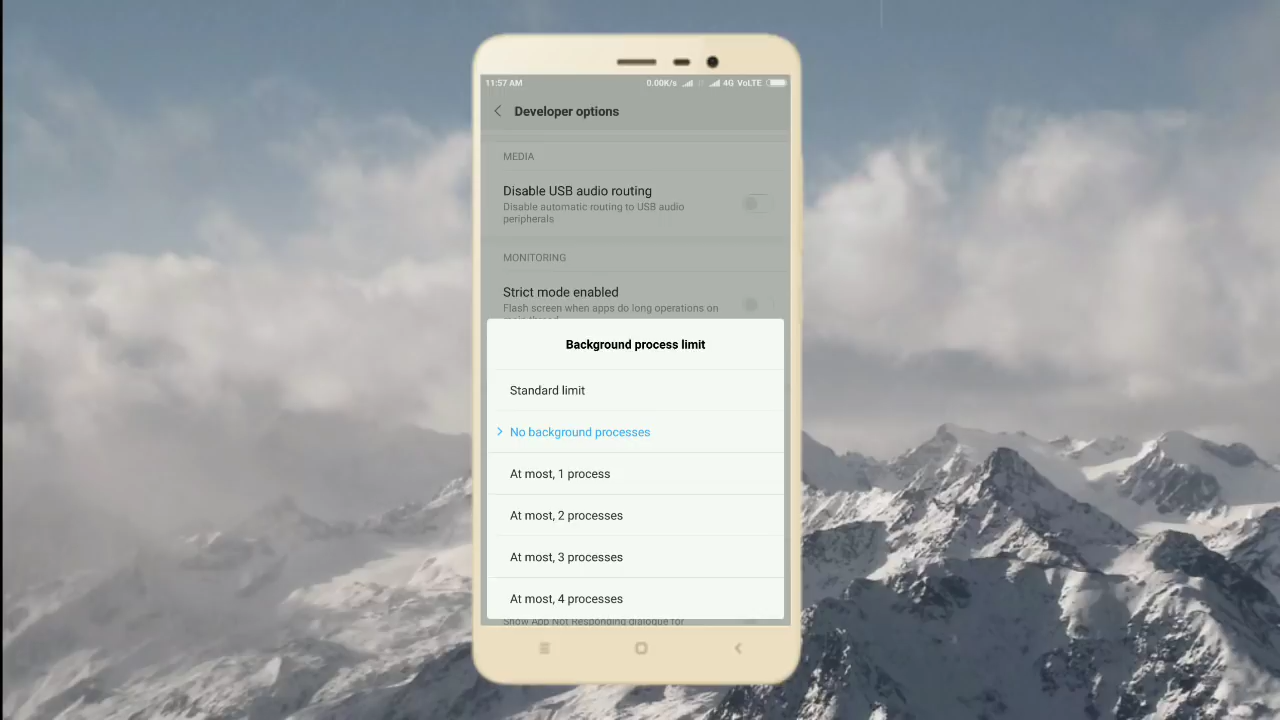 11:57 AM
0.00K/s 4G VoLTE
Developer options
MEDIA
Disable USB audio routing
Disable automatic routing to USB audio
peripherals
MONITORING
Strict mode enabled
Flash screen when apps do long operations on
main thread
Background process limit
Standard limit
No background processes
At most, 1 process
At most, 2 processes
At most, 3 processes
At most, 4 processes
Show App Not Responding dialogue for